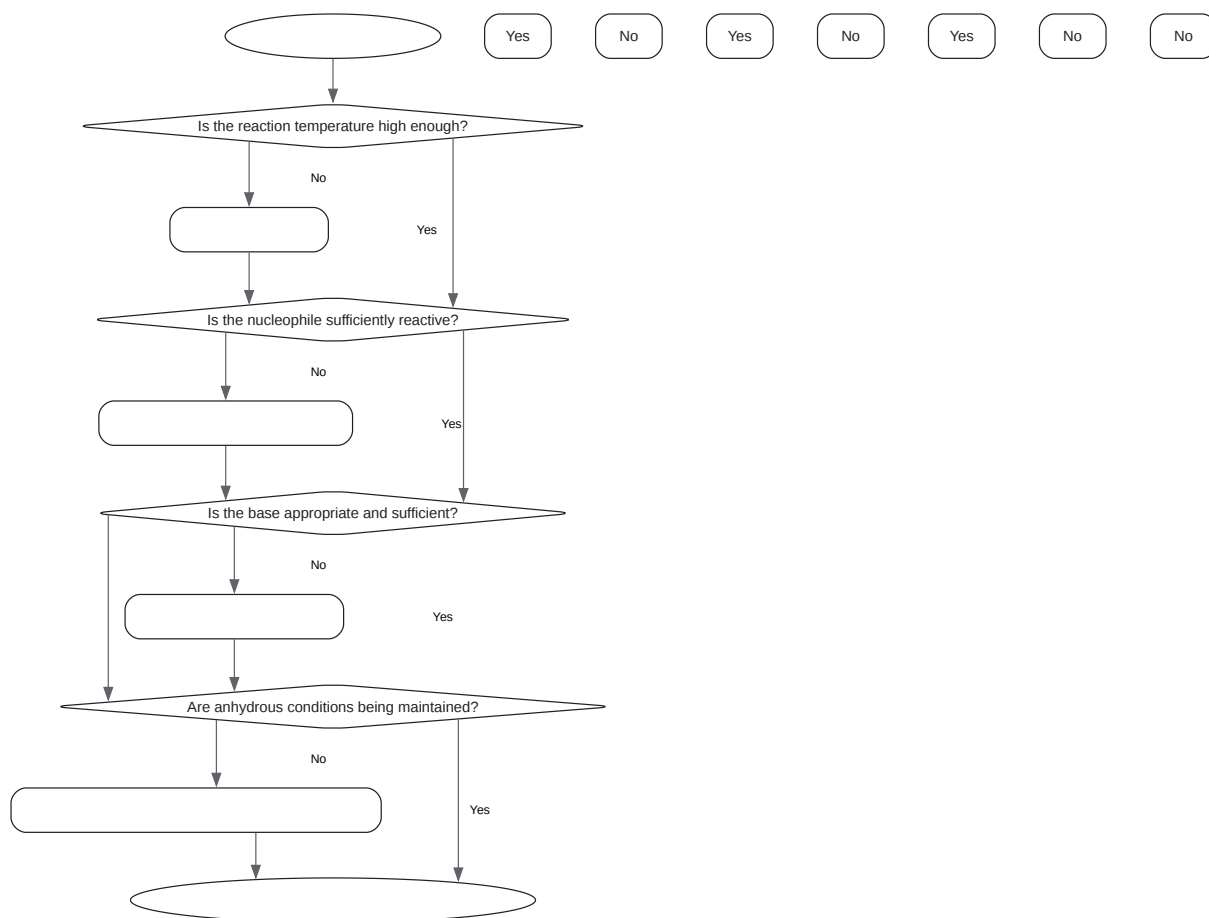 Yes
No
Yes
No
Yes
No
No
Is the reaction temperature high enough?
No
Yes
Is the nucleophile sufficiently reactive?
No
Yes
Is the base appropriate and sufficient?
No
Yes
Are anhydrous conditions being maintained?
No
Yes